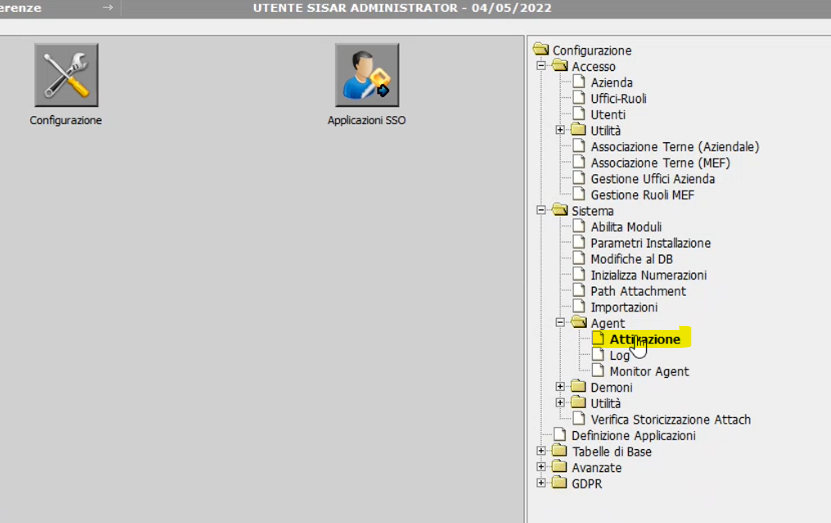 erenze → UTENTE SISAR ADMINISTRATOR - 04/05/2022
Configurazione
Applicazioni SSO
Configurazione
Accesso
Azienda
Uffici-Ruoli
Utenti
Utilità
Associazione Terne (Aziendale)
Associazione Terne (MEF)
Gestione Uffici Azienda
Gestione Ruoli MEF
Sistema
Abilita Moduli
Parametri Installazione
Modifiche al DB
Inizializza Numerazioni
Path Attachment
Importazioni
Agent
Attivazione
Log
Monitor Agent
Demoni
Utilità
Verifica Storicizzazione Attach
Definizione Applicazioni
Tabelle di Base
Avanzate
GDPR